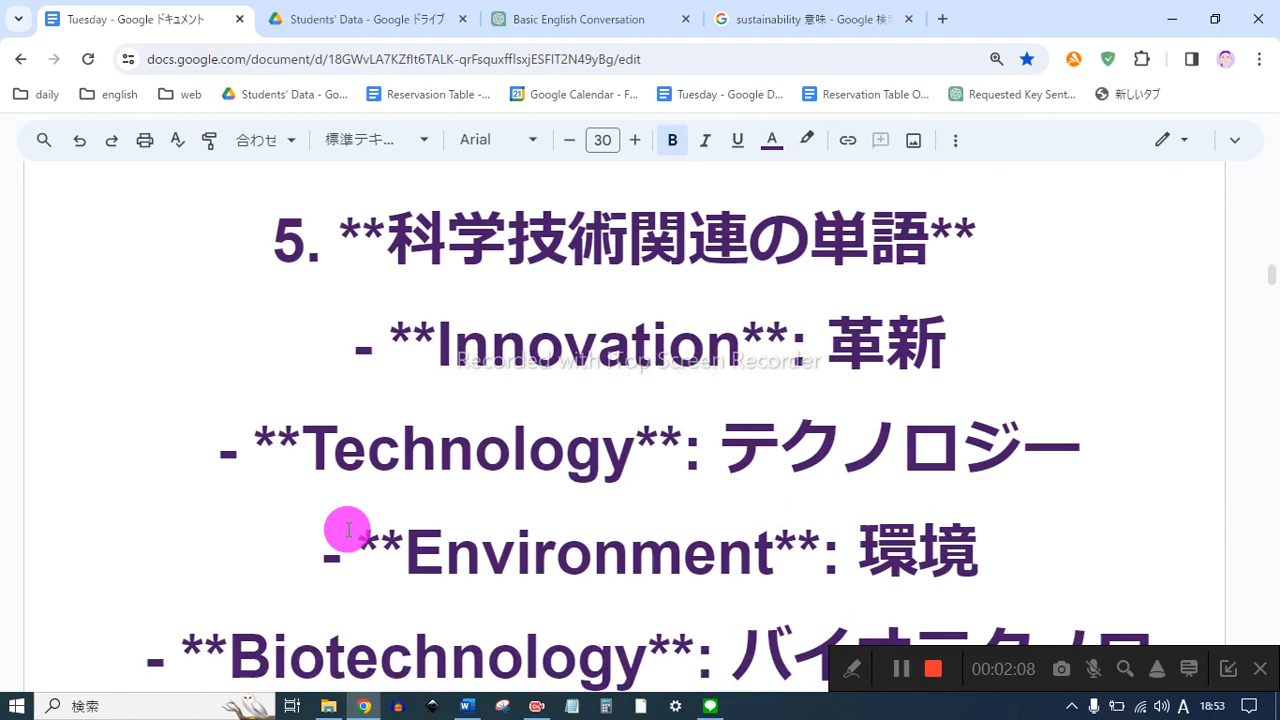 Tuesday - Google ドキュメント
Students' Data - Google ドライブ
Basic English Conversation
sustainability 意味 - Google 検
docs.google.com/document/d/18GWLA7KZfIt6TALK-qrFsquxfflsxjESFIT2N49yBg/edit
daily
english
web
Students' Data - Go...
Reservasion Table -...
Google Calendar - F...
Tuesday - Google D...
Reservation Table O...
Requested Key Sent...
新しいタブ
合わせ
標準テキ...
Arial
30
B
I
U
A
5. **科学技術関連の単語**
- **Innovation**: 革新
Recorded with iTop Screen Recorder
- **Technology**: テクノロジー
- **Environment**: 環境
- **Biotechnology**: バイオテクノロ
00:02:08
検索
A
18:53